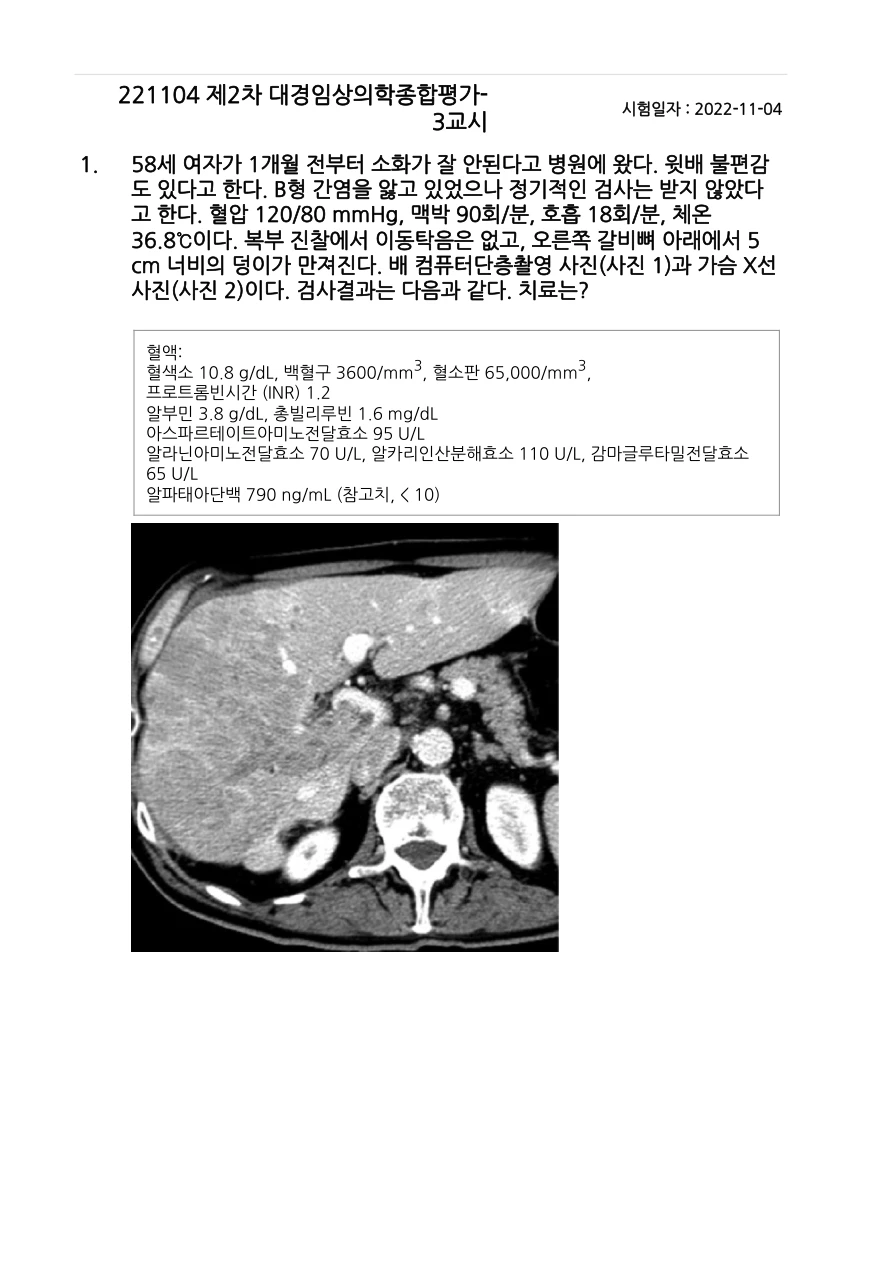 221104 제2차 대경임상의학종합평가-
3교시
시험일자 : 2022-11-04
1. 58세 여자가 1개월 전부터 소화가 잘 안된다고 병원에 왔다. 윗배 불편감
도 있다고 한다. B형 간염을 앓고 있었으나 정기적인 검사는 받지 않았다
고 한다. 혈압 120/80 mmHg, 맥박 90회/분, 호흡 18회/분, 체온
36.8℃이다. 복부 진찰에서 이동탁음은 없고, 오른쪽 갈비뼈 아래에서 5
cm 너비의 덩이가 만져진다. 배 컴퓨터단층촬영 사진(사진 1)과 가슴 X선
사진(사진 2)이다. 검사결과는 다음과 같다. 치료는?
혈액:
혈색소 10.8 g/dL, 백혈구 3600/mm3, 혈소판 65,000/mm3,
프로트롬빈시간 (INR) 1.2
알부민 3.8 g/dL, 총빌리루빈 1.6 mg/dL
아스파르테이트아미노전달효소 95 U/L
알라닌아미노전달효소 70 U/L, 알카리인산분해효소 110 U/L, 감마글루타밀전달효소
65 U/L
알파태아단백 790 ng/mL (참고치, < 10)